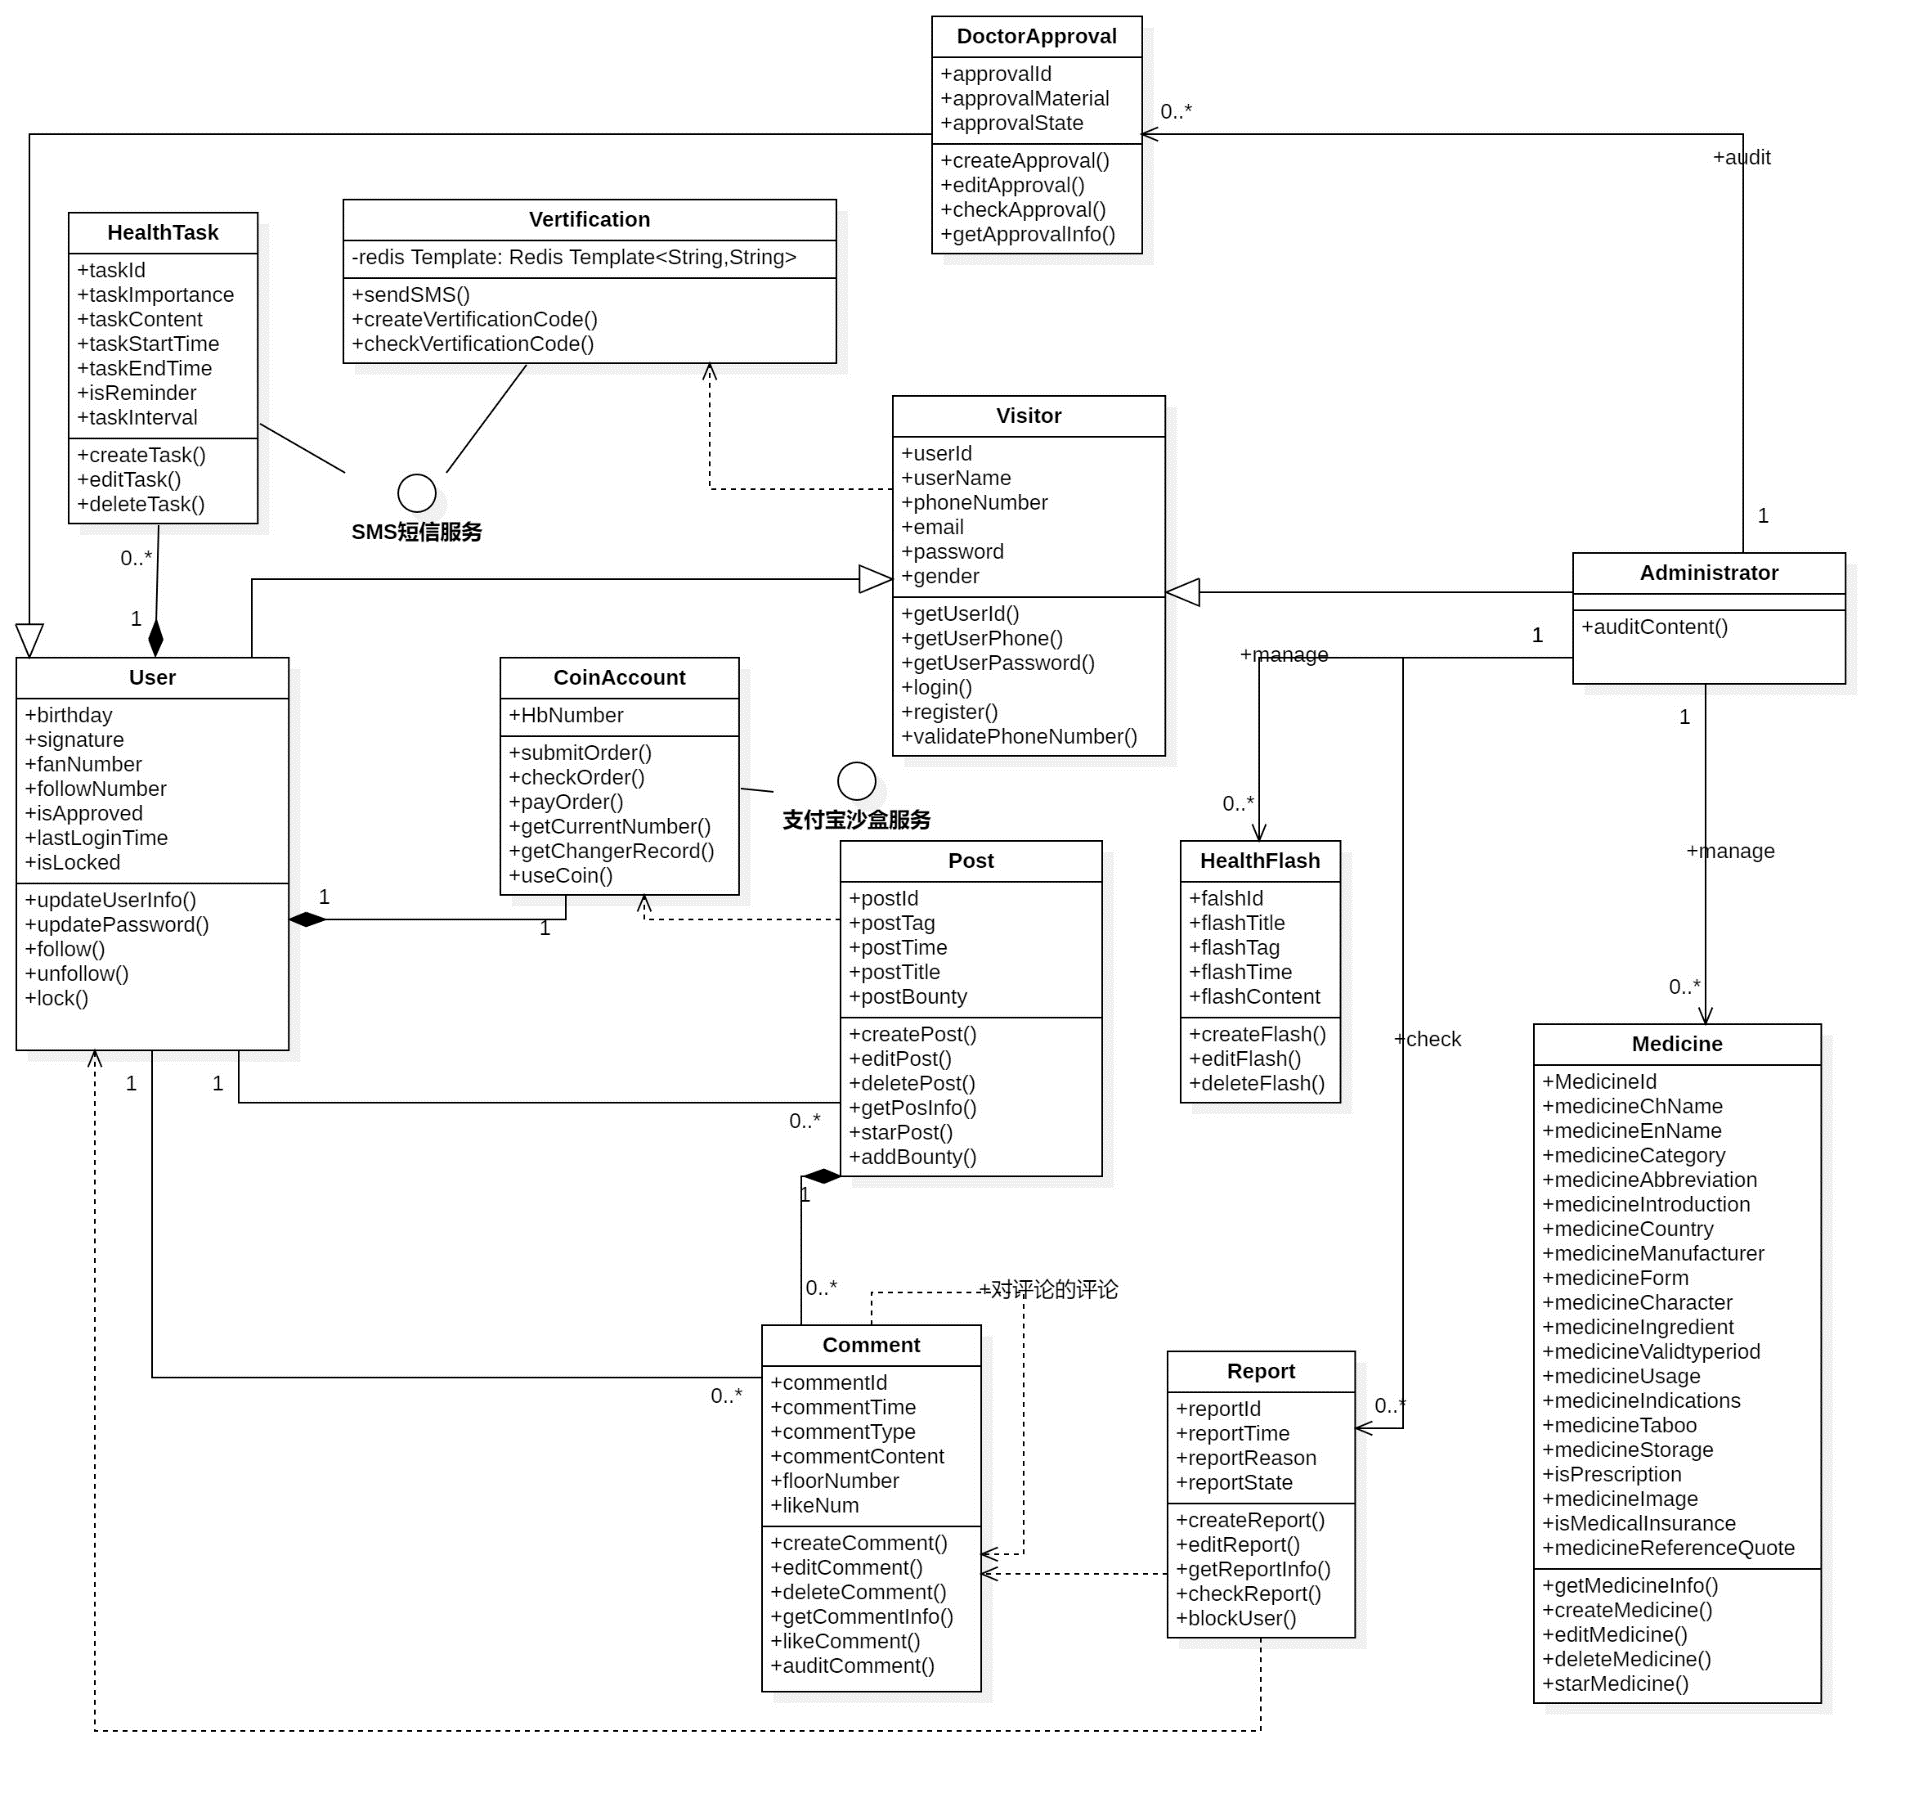 DoctorApproval
+approvalId
+approvalMaterial
+approvalState
+createApproval()
+editApproval()
+checkApproval()
+getApprovalInfo()
0..*
+audit
1
HealthTask
+taskId
+taskImportance
+taskContent
+taskStartTime
+taskEndTime
+isReminder
+taskInterval
+createTask()
+editTask()
+deleteTask()
0..*
1
Vertification
-redis Template: Redis Template<String,String>
+sendSMS()
+createVertificationCode()
+checkVertificationCode()
SMS短信服务
Visitor
+userId
+userName
+phoneNumber
+email
+password
+gender
+getUserId()
+getUserPhone()
+getUserPassword()
+login()
+register()
+validatePhoneNumber()
Administrator
+auditContent()
1
+manage
0..*
1
+manage
0..*
+check
0..*
User
+birthday
+signature
+fanNumber
+followNumber
+isApproved
+lastLoginTime
+isLocked
+updateUserInfo()
+updatePassword()
+follow()
+unfollow()
+lock()
1
1
CoinAccount
+HbNumber
+submitOrder()
+checkOrder()
+payOrder()
+getCurrentNumber()
+getChangerRecord()
+useCoin()
支付宝沙盒服务
Post
+postId
+postTag
+postTime
+postTitle
+postBounty
+createPost()
+editPost()
+deletePost()
+getPosInfo()
+starPost()
+addBounty()
HealthFlash
+falshId
+flashTitle
+flashTag
+flashTime
+flashContent
+createFlash()
+editFlash()
+deleteFlash()
1
1
0..*
1
0..*
+对评论的评论
0..*
Comment
+commentId
+commentTime
+commentType
+commentContent
+floorNumber
+likeNum
+createComment()
+editComment()
+deleteComment()
+getCommentInfo()
+likeComment()
+auditComment()
Report
+reportId
+reportTime
+reportReason
+reportState
+createReport()
+editReport()
+getReportInfo()
+checkReport()
+blockUser()
Medicine
+MedicineId
+medicineChName
+medicineEnName
+medicineCategory
+medicineAbbreviation
+medicineIntroduction
+medicineCountry
+medicineManufacturer
+medicineForm
+medicineCharacter
+medicineIngredient
+medicineValidtyperiod
+medicineUsage
+medicineIndications
+medicineTaboo
+medicineStorage
+isPrescription
+medicineImage
+isMedicalInsurance
+medicineReferenceQuote
+getMedicineInfo()
+createMedicine()
+editMedicine()
+deleteMedicine()
+starMedicine()